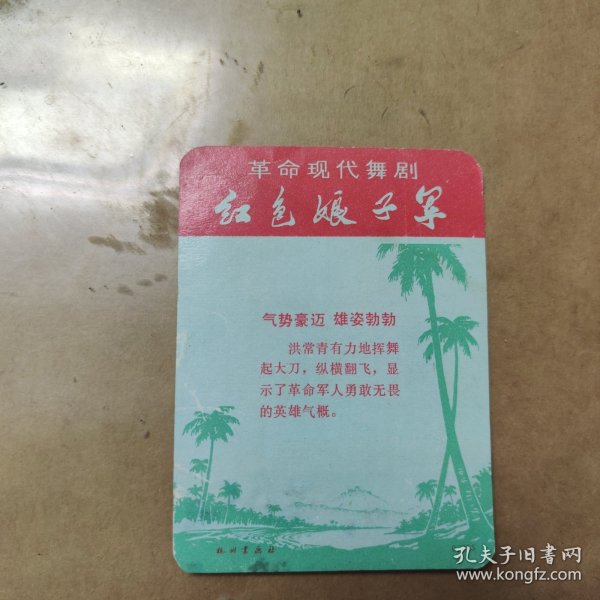 革命现代舞剧
红色娘子军
气势豪迈 雄姿勃勃
洪常青有力地挥舞
起大刀，纵横翻飞，显
示了革命军人勇敢无畏
的英雄气概。
杭州书画社
孔夫子旧书网
www.kongfz.com